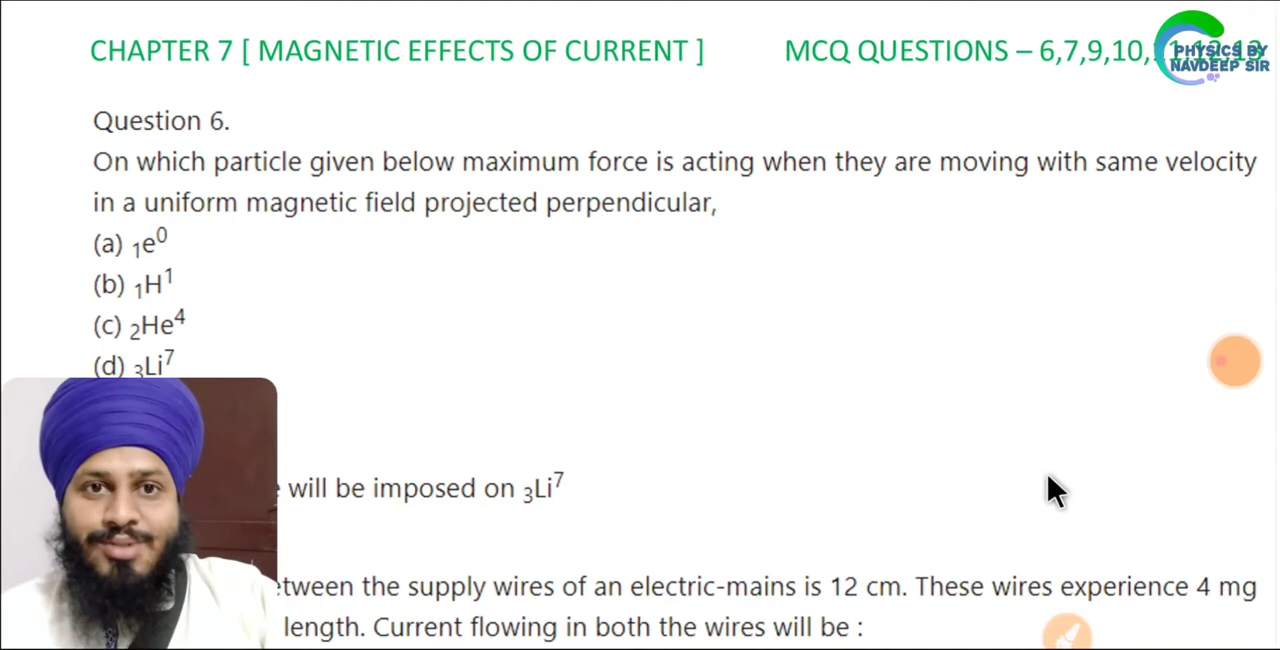 CHAPTER 7 [ MAGNETIC EFFECTS OF CURRENT ] MCQ QUESTIONS – 6,7,9,10,11,12,13
PHYSICS BY
NAVDEEP SIR
Question 6.
On which particle given below maximum force is acting when they are moving with same velocity
in a uniform magnetic field projected perpendicular,
(a) ₁e⁰
(b) ₁H¹
(c) ₂He⁴
(d) ₃Li⁷
will be imposed on ₃Li⁷
the supply wires of an electric-mains is 12 cm. These wires experience 4 mg
length. Current flowing in both the wires will be :